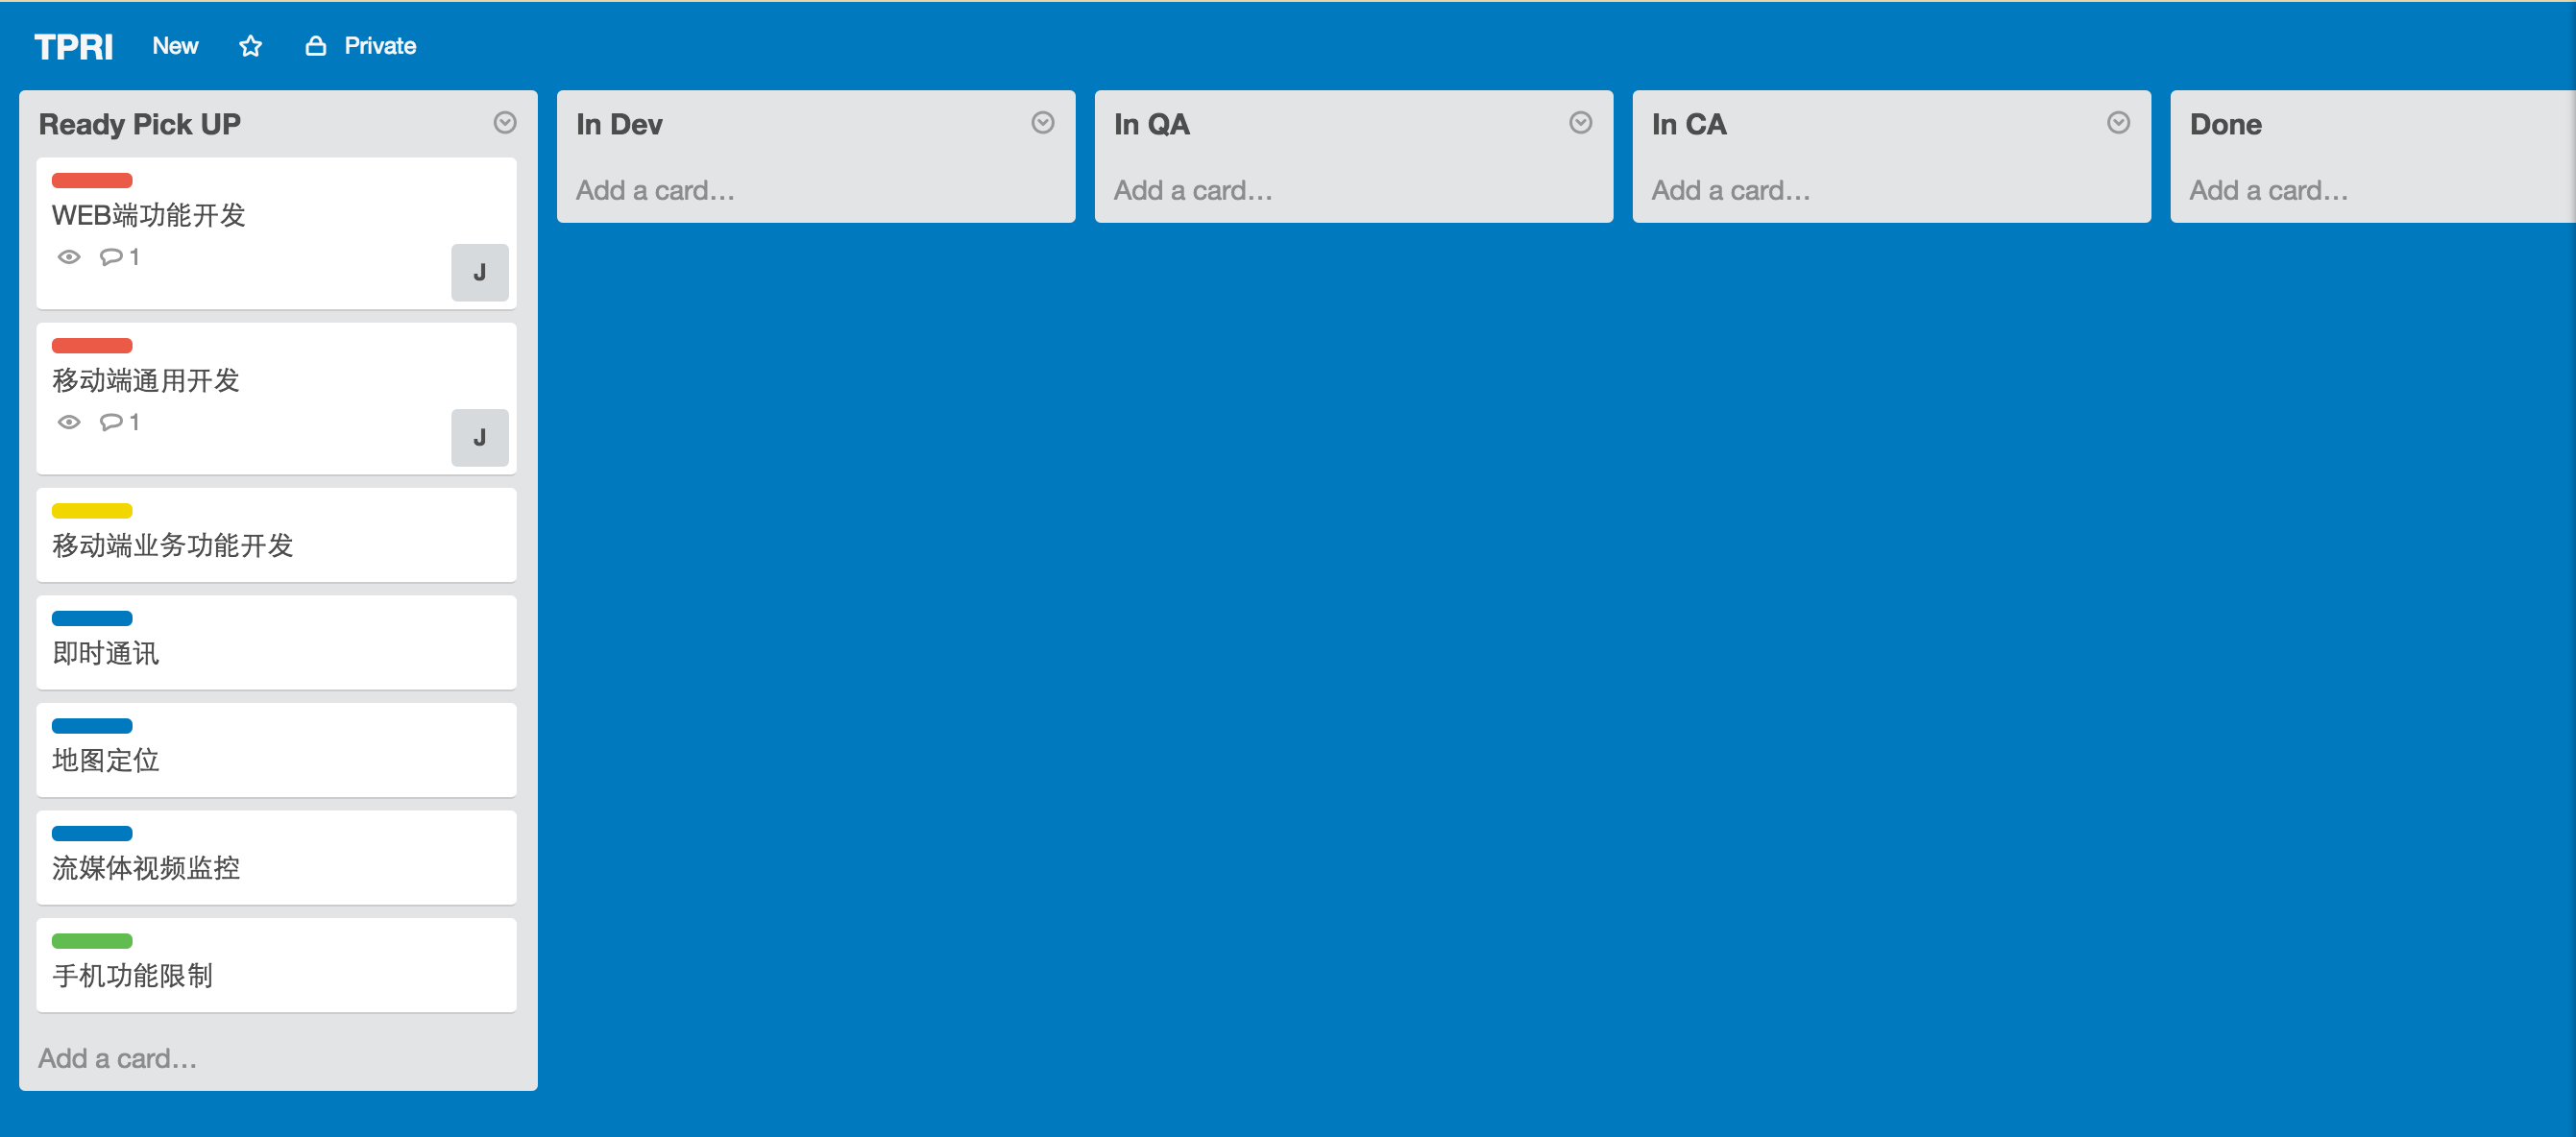 TPRI New Private
Ready Pick UP
WEB端功能开发
1
J
移动端通用开发
1
J
移动端业务功能开发
即时通讯
地图定位
流媒体视频监控
手机功能限制
Add a card…
In Dev
Add a card…
In QA
Add a card…
In CA
Add a card…
Done
Add a card…